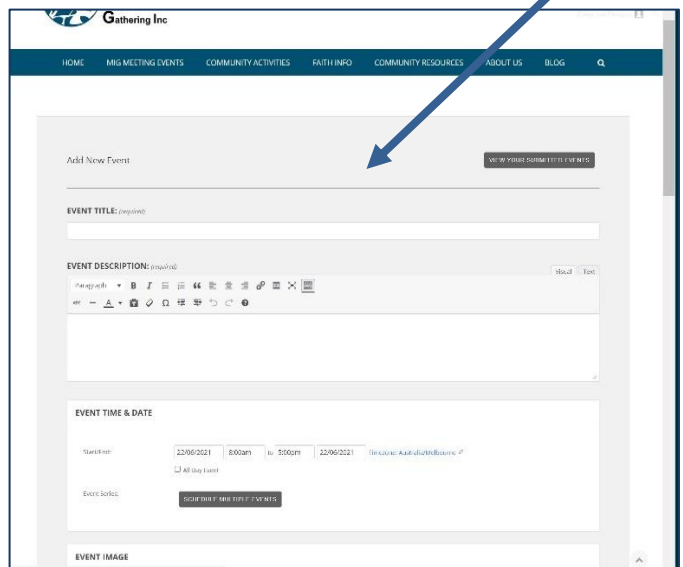 Gathering Inc
HOME MIG MEETING EVENTS COMMUNITY ACTIVITIES FAITH INFO COMMUNITY RESOURCES ABOUT US BLOG
Add New Event VIEW YOUR SUBMITTED EVENTS
EVENT TITLE: (required)
EVENT DESCRIPTION: (required)
Visual Text
Paragraph B I
ABC A Ω
EVENT TIME & DATE
Start/End: 22/06/2021 8:00am to 5:00pm 22/06/2021 Timezone: Australia/Melbourne
All Day Event
Event Series: SCHEDULE MULTIPLE EVENTS
EVENT IMAGE